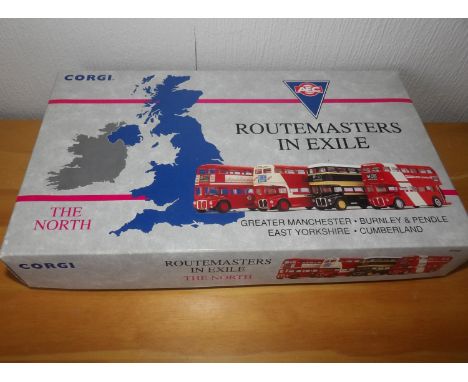 CORGI
AEC
ROUTEMASTERS
IN EXILE
THE
NORTH
GREATER MANCHESTER · BURNLEY & PENDLE
EAST YORKSHIRE · CUMBERLAND
CORGI
ROUTEMASTERS
IN EXILE
THE NORTH